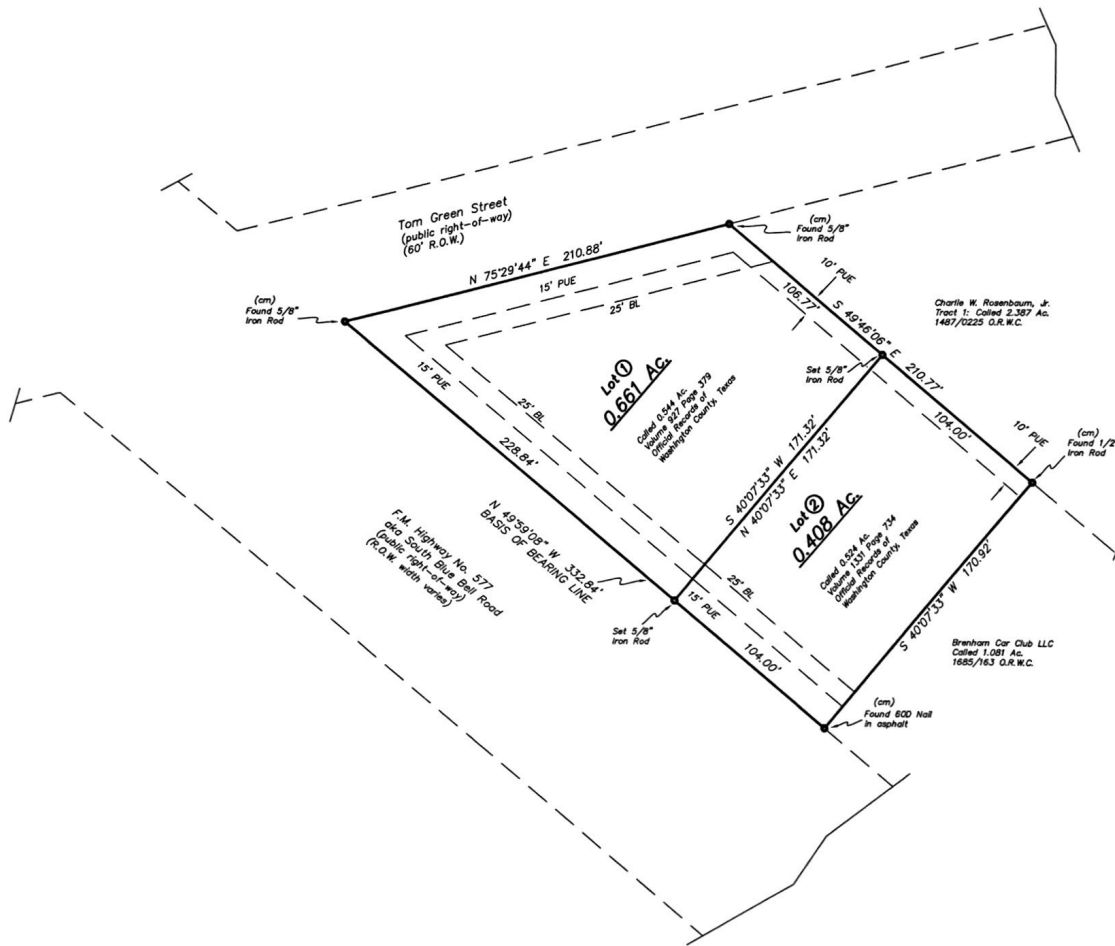 Tom Green Street
(public right-of-way)
(60' R.O.W.)
(cm)
Found 5/8"
Iron Rod
N 75°29'44" E 210.88'
15' PUE
25' BL
(cm)
Found 5/8"
Iron Rod
10' PUE
106.77'
S 49°46'06" E 210.77'
Charlie W. Rosenbaum, Jr.
Tract 1: Called 2.387 Ac.
1487/0225 O.R.W.C.
Set 5/8"
Iron Rod
104.00'
10' PUE
(cm)
Found 1/2
Iron Rod
Lot 1
0.661 Ac.
Called 0.544 Ac.
Volume 927 Page 379
Official Records of
Washington County, Texas
15' PUE
25' BL
228.84'
S 40°07'33" W 171.32'
N 40°07'33" E 171.32'
Lot 2
0.408 Ac.
Called 0.524 Ac.
Volume 1331 Page 734
Official Records of
Washington County, Texas
N 49°59'08" W 332.84'
BASIS OF BEARING LINE
F.M. Highway No. 577
aka South Blue Bell Road
(public right-of-way)
(R.O.W. width varies)
25' BL
15' PUE
Set 5/8"
Iron Rod
104.00'
S 40°07'33" W 170.92'
Brenham Car Club LLC
Called 1.081 Ac.
1685/163 O.R.W.C.
(cm)
Found 60D Nail
in asphalt